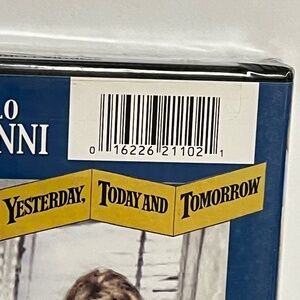 LO
NNI
0 16226 21102 1
YESTERDAY, TODAY AND TOMORROW